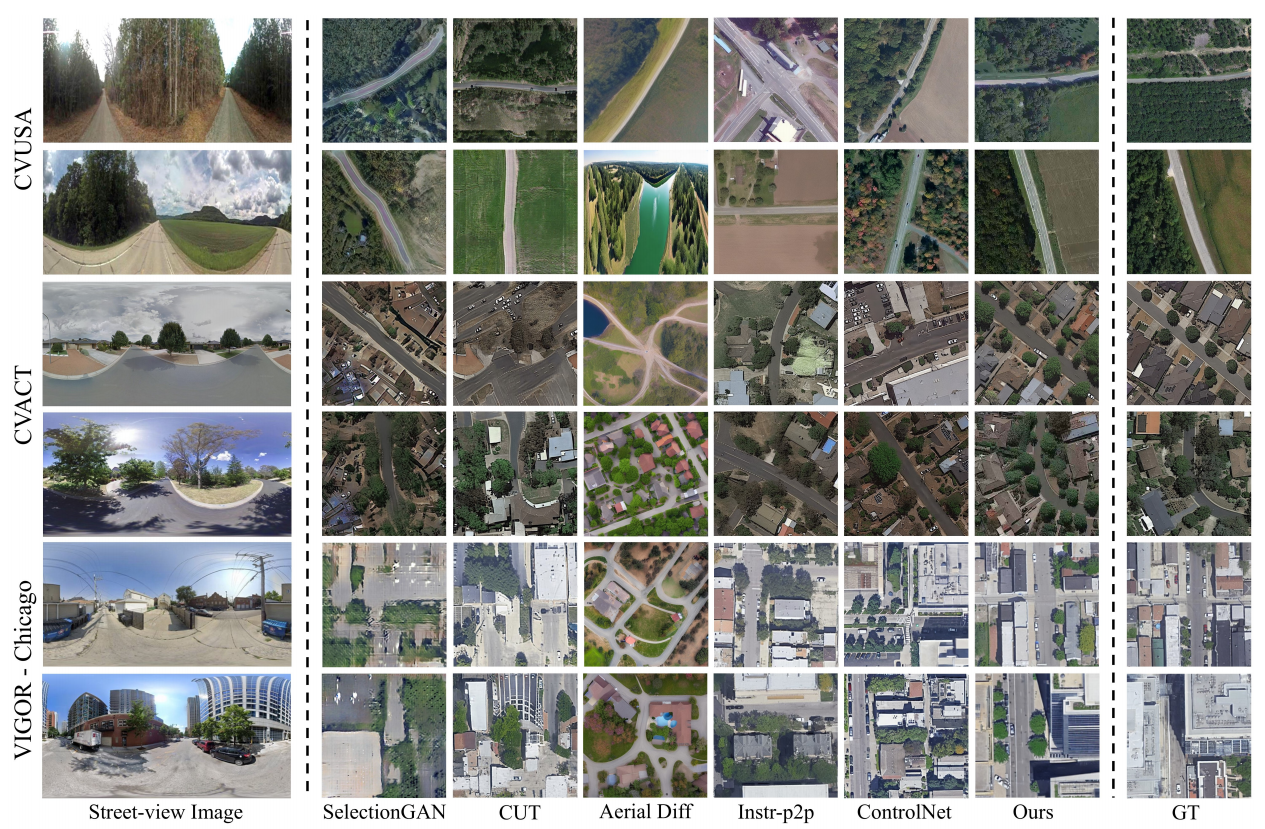 CVUSA
CVACT
VIGOR - Chicago
Street-view Image
SelectionGAN
CUT
Aerial Diff
Instr-p2p
ControlNet
Ours
GT